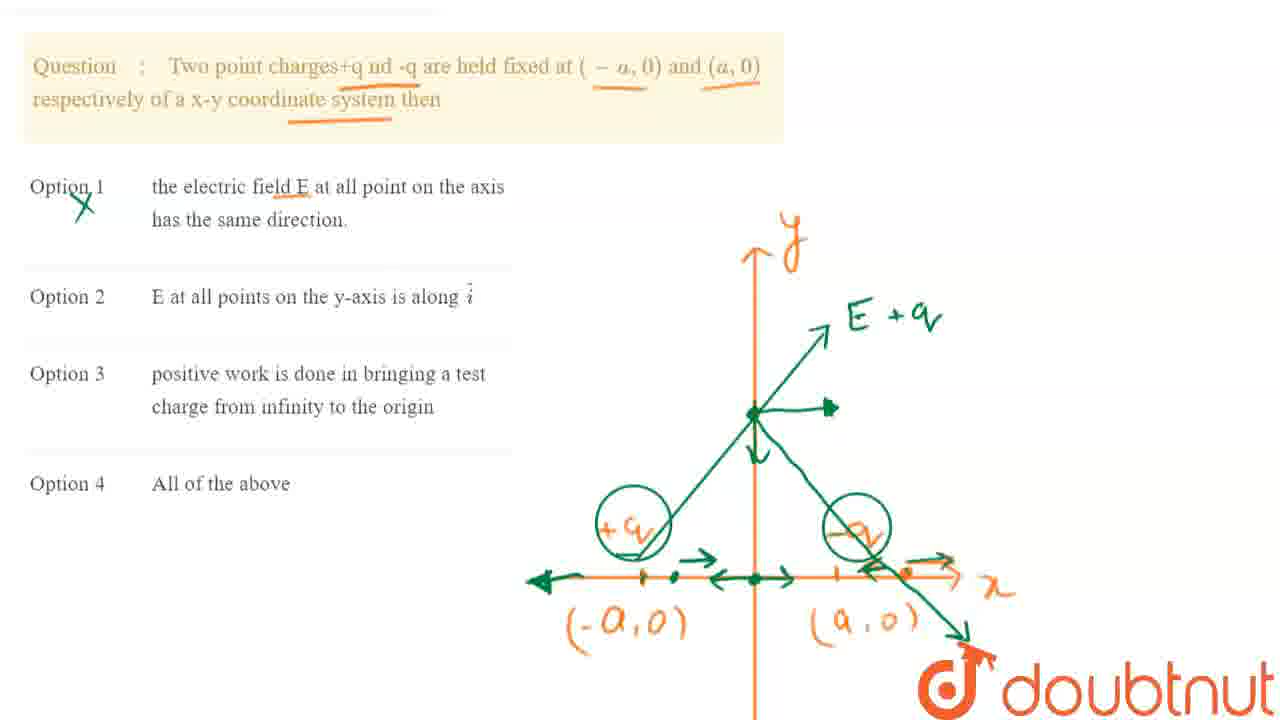 Question : Two point charges+q nd -q are held fixed at ( − a, 0) and (a, 0)
respectively of a x-y coordinate system then
Option 1 the electric field E at all point on the axis
has the same direction.
Option 2 E at all points on the y-axis is along i
Option 3 positive work is done in bringing a test
charge from infinity to the origin
Option 4 All of the above
y
E +q
+q -q
x
(-a,0) (a,0)
doubtnut